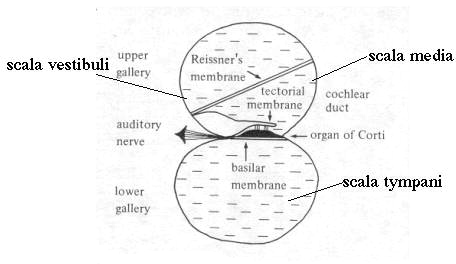 scala vestibuli
upper
gallery
Reissner's
membrane
scala media
tectorial
membrane
cochlear
duct
auditory
nerve
organ of Corti
basilar
membrane
lower
gallery
scala tympani